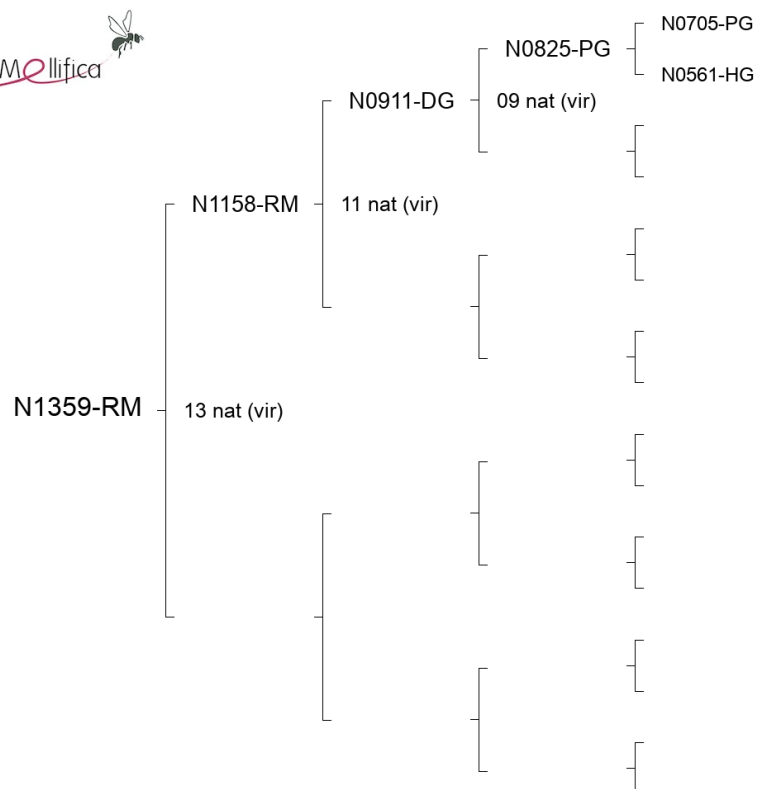 N0705-PG
Mellifica
N0825-PG
N0561-HG
N0911-DG
09 nat (vir)
N1158-RM
11 nat (vir)
N1359-RM
13 nat (vir)